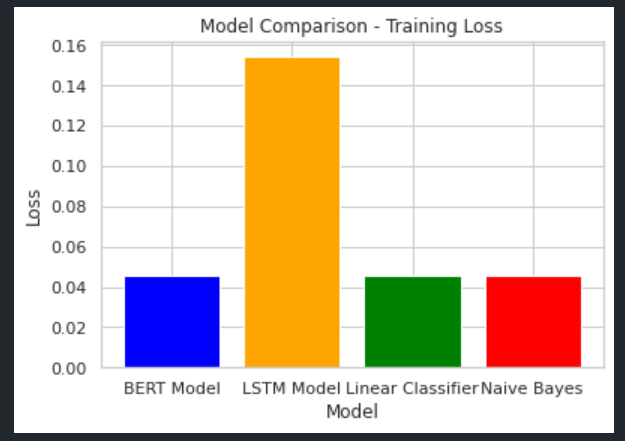 Model Comparison - Training Loss
0.16
0.14
0.12
0.10
0.08
0.06
0.04
0.02
0.00
Loss
BERT Model LSTM Model Linear Classifier Naive Bayes
Model